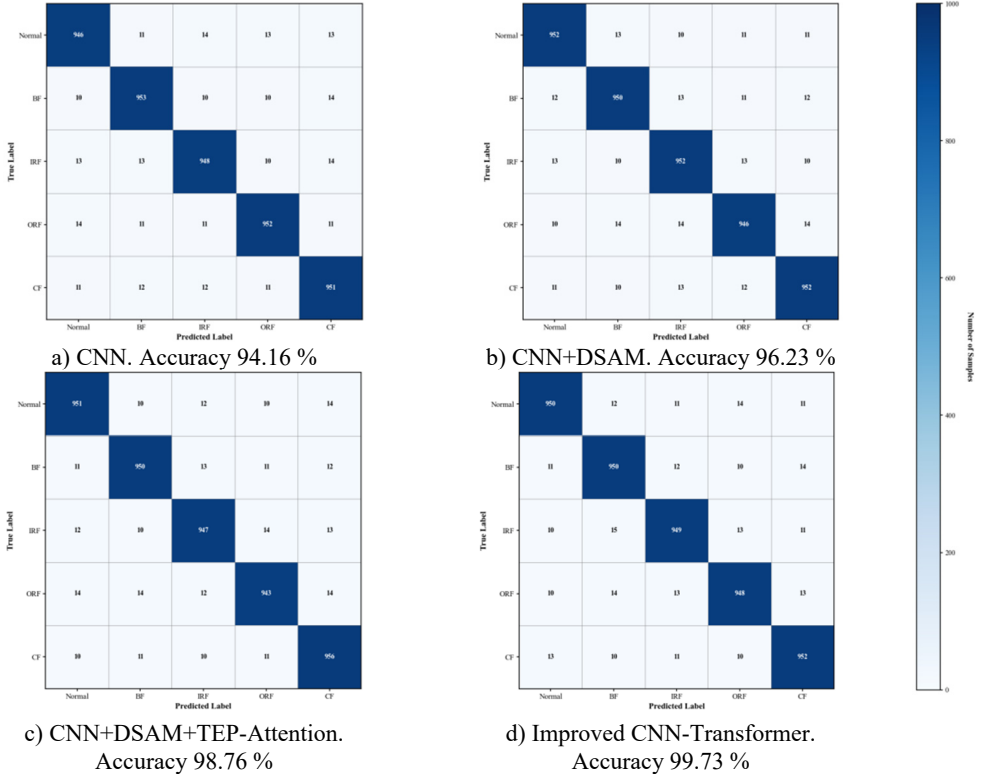 Normal 946 11 14 13 13
BF 10 953 10 10 14
IRF 13 13 948 10 14
ORF 14 11 11 952 11
CF 11 12 12 11 951
Normal BF IRF ORF CF
Predicted Label
True Label
a) CNN. Accuracy 94.16 %
Normal 952 13 10 11 11
BF 12 950 13 11 12
IRF 13 10 952 13 10
ORF 10 14 14 946 14
CF 11 10 13 12 952
Normal BF IRF ORF CF
Predicted Label
True Label
b) CNN+DSAM. Accuracy 96.23 %
Normal 951 10 12 10 14
BF 11 950 13 11 12
IRF 12 10 947 14 13
ORF 14 14 12 943 14
CF 10 11 10 11 956
Normal BF IRF ORF CF
Predicted Label
True Label
c) CNN+DSAM+TEP-Attention.
Accuracy 98.76 %
Normal 950 12 11 14 11
BF 11 950 12 10 14
IRF 10 15 949 13 11
ORF 10 14 13 948 13
CF 13 10 11 10 952
Normal BF IRF ORF CF
Predicted Label
True Label
d) Improved CNN-Transformer.
Accuracy 99.73 %
1000
800
600
400
200
0
Number of Samples